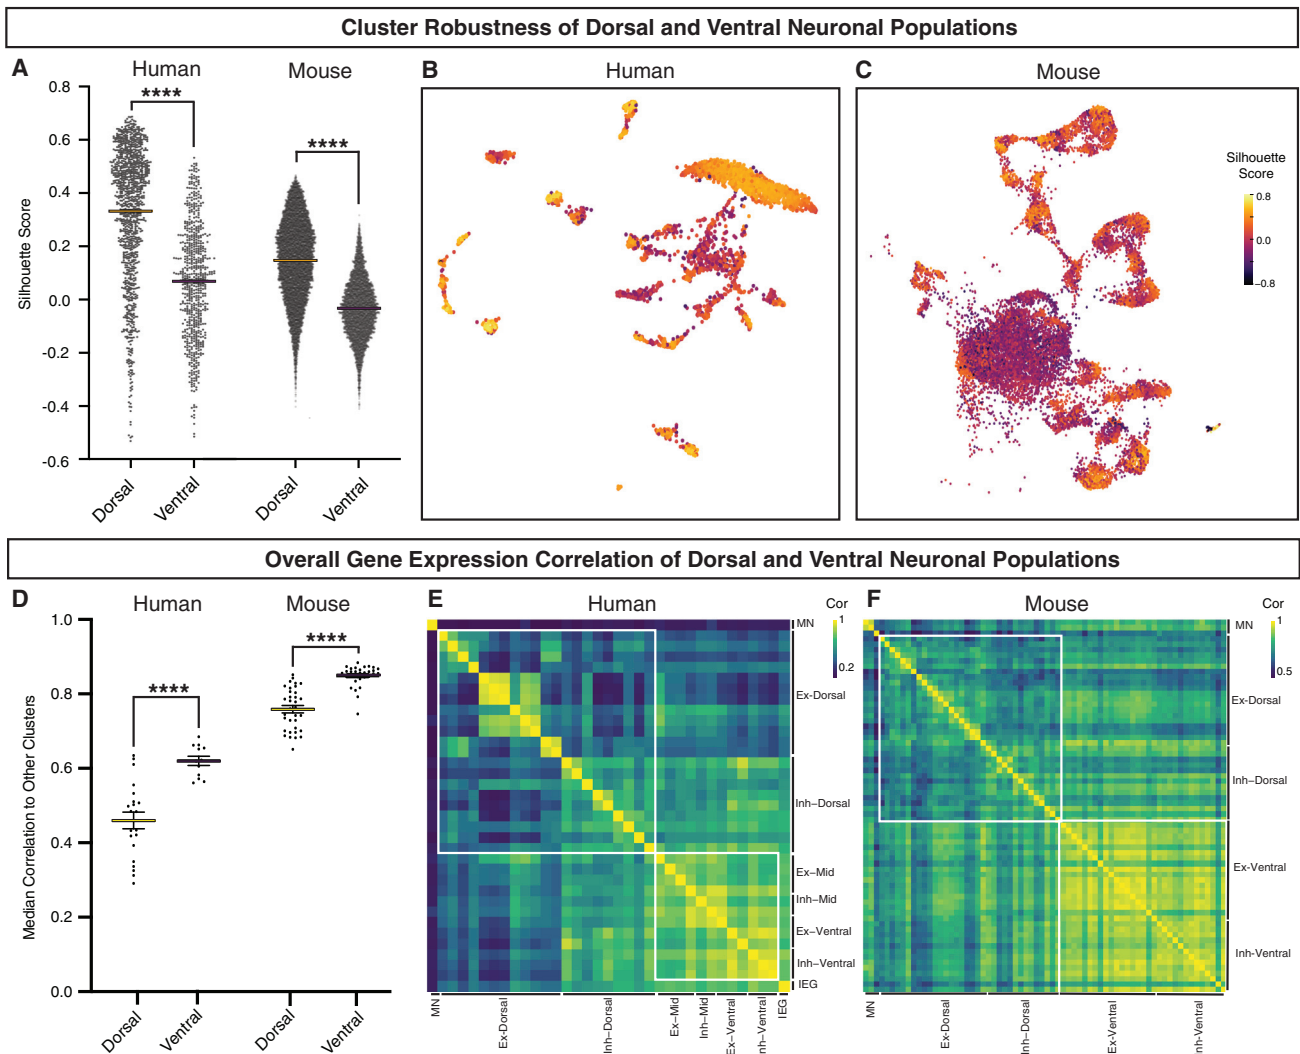 Cluster Robustness of Dorsal and Ventral Neuronal Populations
A
Human
Mouse
****
****
Silhouette Score
0.8
0.6
0.4
0.2
0.0
-0.2
-0.4
-0.6
Dorsal
Ventral
Dorsal
Ventral
B
Human
C
Mouse
Silhouette
Score
0.8
0.0
-0.8
Overall Gene Expression Correlation of Dorsal and Ventral Neuronal Populations
D
Human
Mouse
****
****
Median Correlation to Other Clusters
1.0
0.8
0.6
0.4
0.2
0.0
Dorsal
Ventral
Dorsal
Ventral
E
Human
Cor
1
0.2
MN
Ex-Dorsal
Inh-Dorsal
Ex-Mid
Inh-Mid
Ex-Ventral
Inh-Ventral
IEG
MN
Ex-Dorsal
Inh-Dorsal
Ex-Mid
Inh-Mid
Ex-Ventral
nh-Ventral
IEG
F
Mouse
Cor
1
0.5
MN
Ex-Dorsal
Inh-Dorsal
Ex-Ventral
Inh-Ventral
MN
Ex-Dorsal
Inh-Dorsal
Ex-Ventral
nh-Ventral